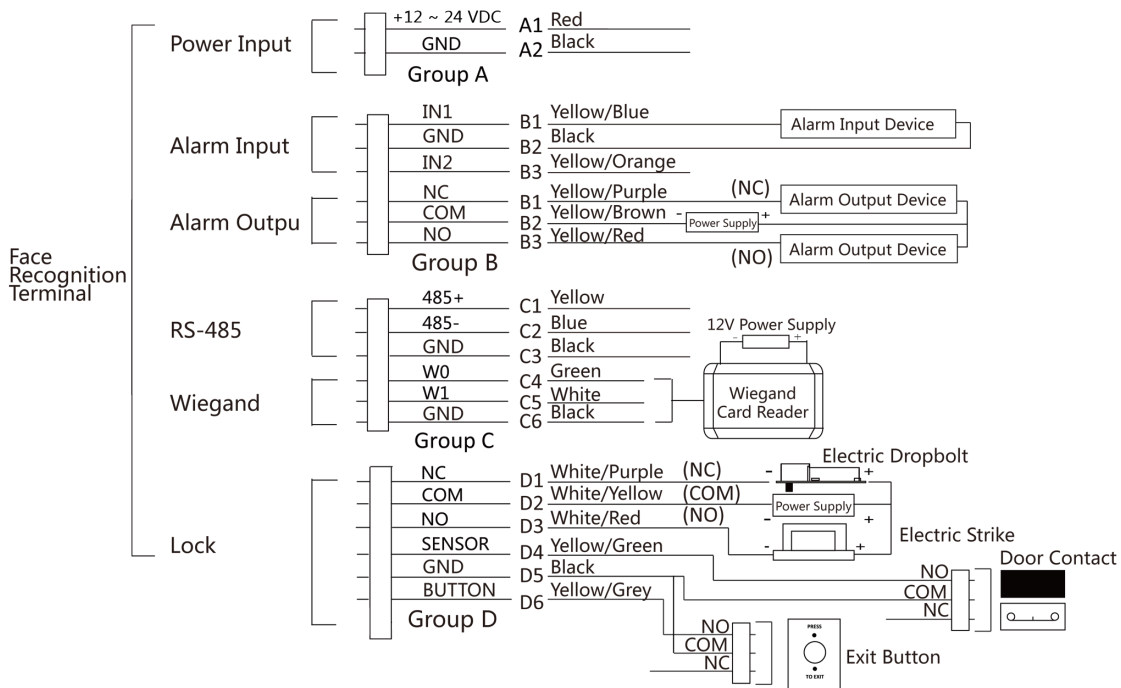 Face
Recognition
Terminal
Power Input
+12 ~ 24 VDC A1 Red
GND A2 Black
Group A
Alarm Input
IN1 B1 Yellow/Blue Alarm Input Device
GND B2 Black
IN2 B3 Yellow/Orange
Alarm Outpu
NC B1 Yellow/Purple (NC) Alarm Output Device
COM B2 Yellow/Brown - Power Supply +
NO B3 Yellow/Red (NO) Alarm Output Device
Group B
RS-485
485+ C1 Yellow
485- C2 Blue
GND C3 Black
Wiegand
W0 C4 Green
W1 C5 White
GND C6 Black
Group C
12V Power Supply
- +
Wiegand
Card Reader
Lock
Electric Dropbolt
NC D1 White/Purple (NC) - +
COM D2 White/Yellow (COM) Power Supply
NO D3 White/Red (NO) - +
Electric Strike
- +
SENSOR D4 Yellow/Green
GND D5 Black
BUTTON D6 Yellow/Grey
Group D
Door Contact
NO
COM
NC
NO
COM
NC
PRESS
TO EXIT
Exit Button